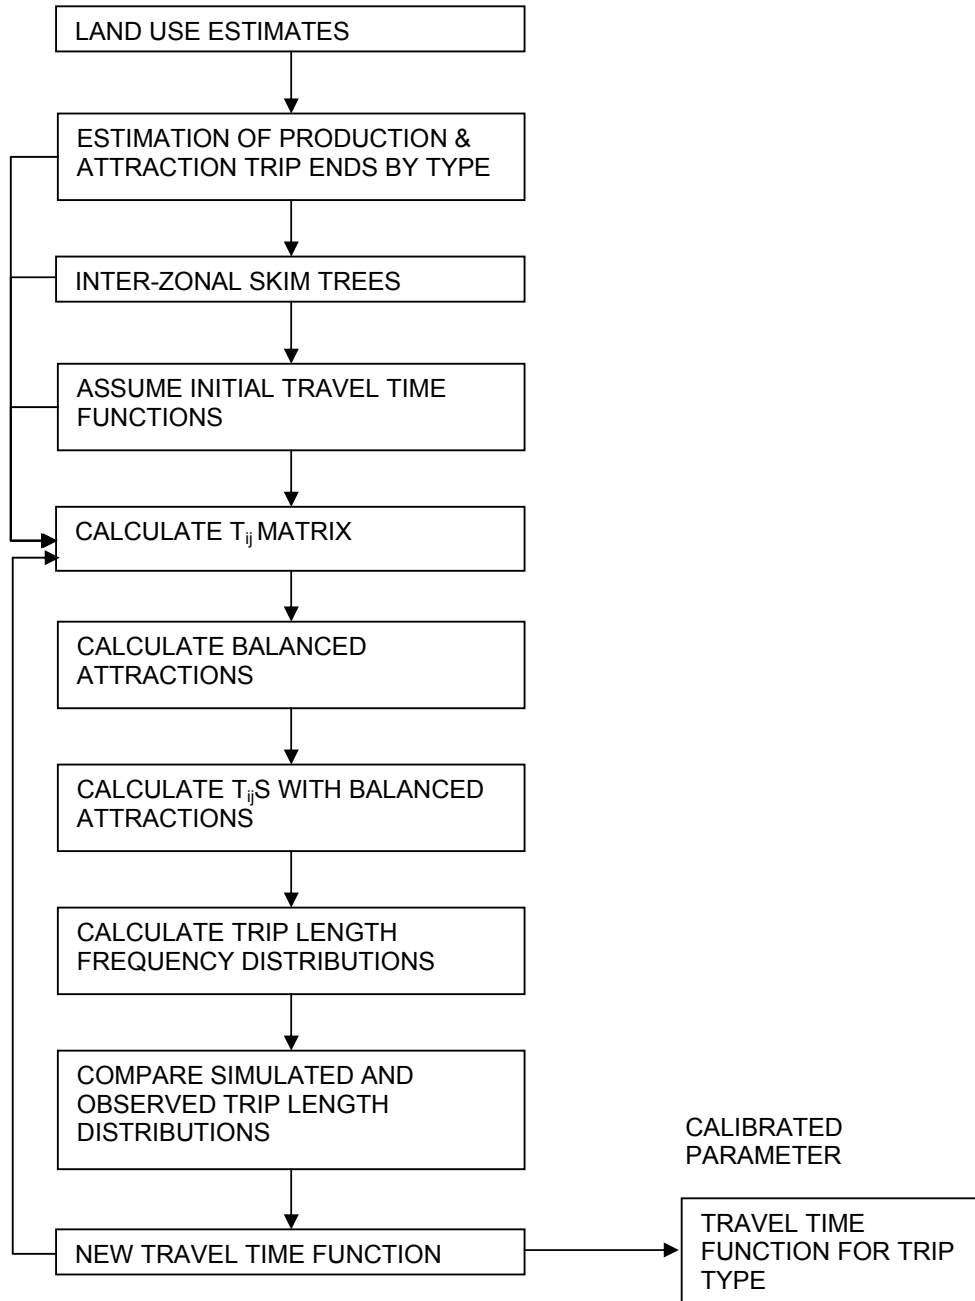 LAND USE ESTIMATES
ESTIMATION OF PRODUCTION &
ATTRACTION TRIP ENDS BY TYPE
INTER-ZONAL SKIM TREES
ASSUME INITIAL TRAVEL TIME
FUNCTIONS
CALCULATE Tij MATRIX
CALCULATE BALANCED
ATTRACTIONS
CALCULATE TijS WITH BALANCED
ATTRACTIONS
CALCULATE TRIP LENGTH
FREQUENCY DISTRIBUTIONS
COMPARE SIMULATED AND
OBSERVED TRIP LENGTH
DISTRIBUTIONS
NEW TRAVEL TIME FUNCTION
CALIBRATED
PARAMETER
TRAVEL TIME
FUNCTION FOR TRIP
TYPE